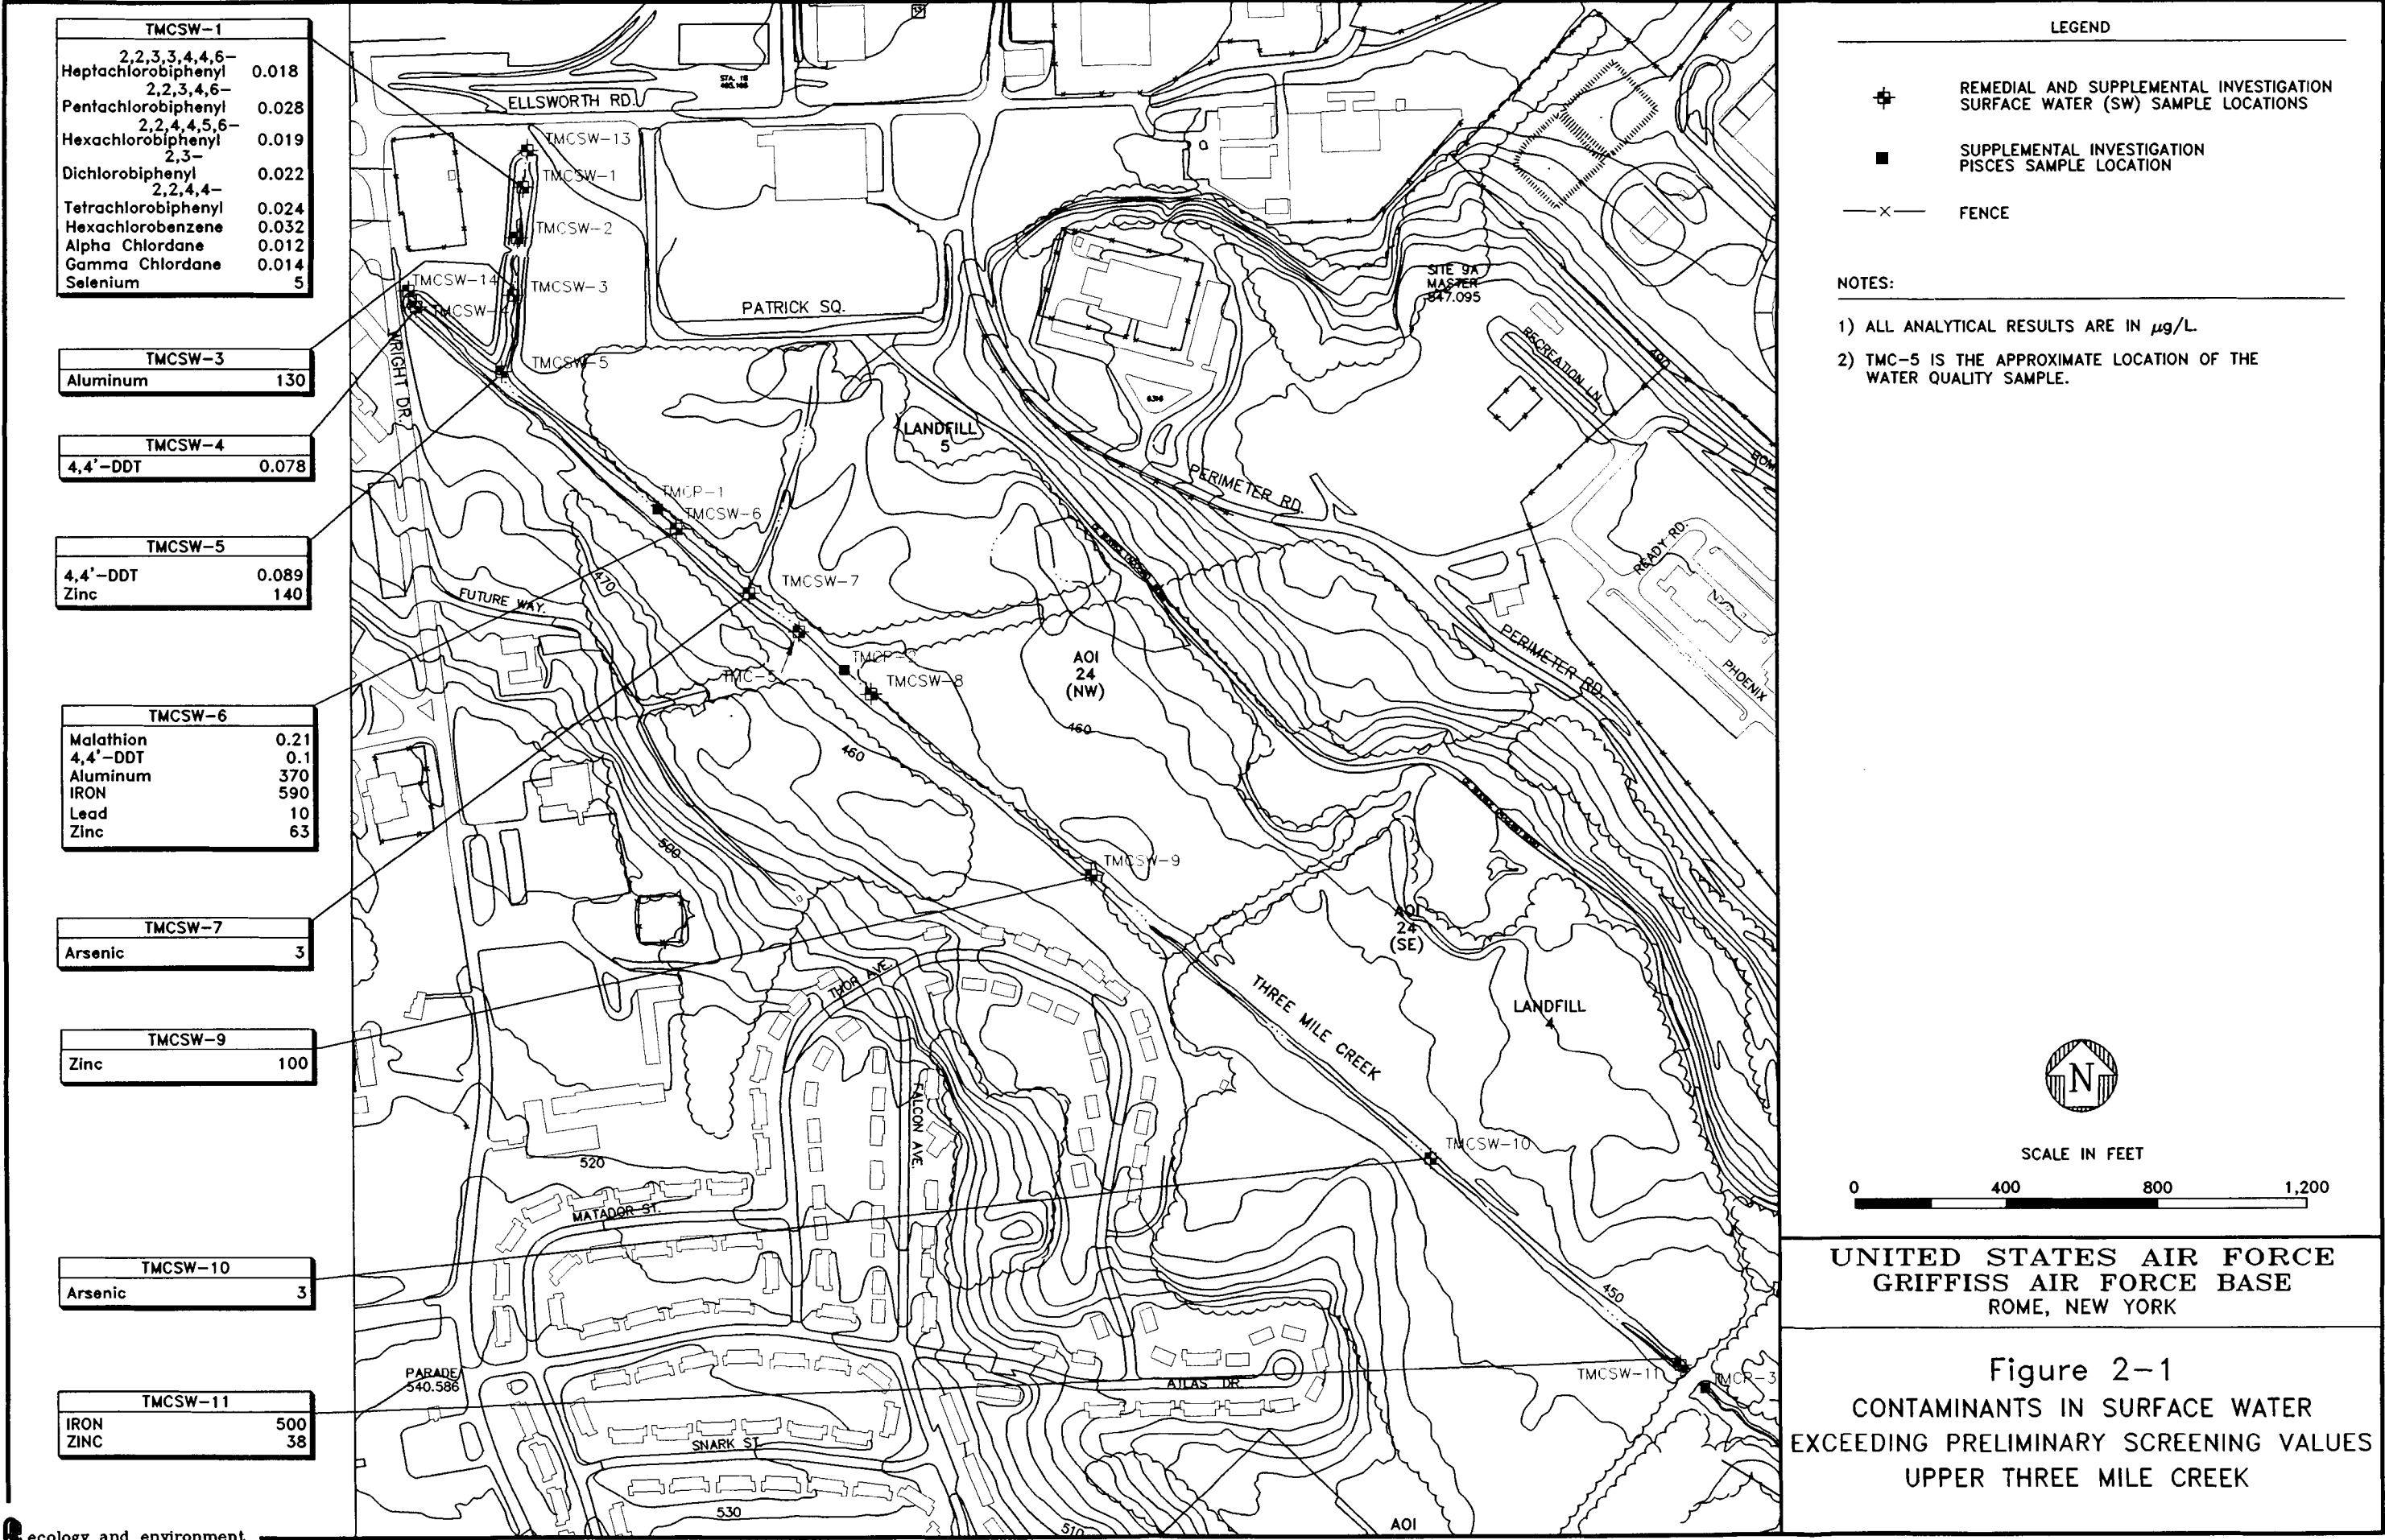 TMCSW-1
2,2,3,3,4,4,6-
Heptachlorobiphenyl 0.018
2,2,3,4,6-
Pentachlorobiphenyl 0.028
2,2,4,4,5,6-
Hexachlorobiphenyl 0.019
2,3-
Dichlorobiphenyl 0.022
2,2,4,4-
Tetrachlorobiphenyl 0.024
Hexachlorobenzene 0.032
Alpha Chlordane 0.012
Gamma Chlordane 0.014
Selenium 5
TMCSW-3
Aluminum 130
TMCSW-4
4,4'-DDT 0.078
TMCSW-5
4,4'-DDT 0.089
Zinc 140
TMCSW-6
Malathion 0.21
4,4'-DDT 0.1
Aluminum 370
IRON 590
Lead 10
Zinc 63
TMCSW-7
Arsenic 3
TMCSW-9
Zinc 100
TMCSW-10
Arsenic 3
TMCSW-11
IRON 500
ZINC 38
ecology and environment
ELLSWORTH RD.
TMCSW-13
TMCSW-1
TMCSW-2
TMCSW-14
TMCSW-3
TMCSW-4
TMCSW-5
PATRICK SQ.
WRIGHT DR.
SITE 9A
MASTER
547.095
RECREATION LN.
490
LANDFILL
5
PERIMETER RD.
TMCP-1
TMCSW-6
470
TMCSW-7
FUTURE WAY.
READY RD.
PERIMETER RD.
PHOENIX
TMC-5
TMCSW-8
AOI
24
(NW)
460
460
500
TMCSW-9
AOI
24
(SE)
THOR AVE.
THREE MILE CREEK
LANDFILL
4
FALCON AVE.
TMCSW-10
520
MATADOR ST.
450
PARADE
540.586
ATLAS DR.
TMCSW-11
TMCP-3
SNARK ST.
530
510
AOI
LEGEND
REMEDIAL AND SUPPLEMENTAL INVESTIGATION
SURFACE WATER (SW) SAMPLE LOCATIONS
SUPPLEMENTAL INVESTIGATION
PISCES SAMPLE LOCATION
FENCE
NOTES:
1) ALL ANALYTICAL RESULTS ARE IN µg/L.
2) TMC-5 IS THE APPROXIMATE LOCATION OF THE
WATER QUALITY SAMPLE.
N
SCALE IN FEET
0 400 800 1,200
UNITED STATES AIR FORCE
GRIFFISS AIR FORCE BASE
ROME, NEW YORK
Figure 2-1
CONTAMINANTS IN SURFACE WATER
EXCEEDING PRELIMINARY SCREENING VALUES
UPPER THREE MILE CREEK